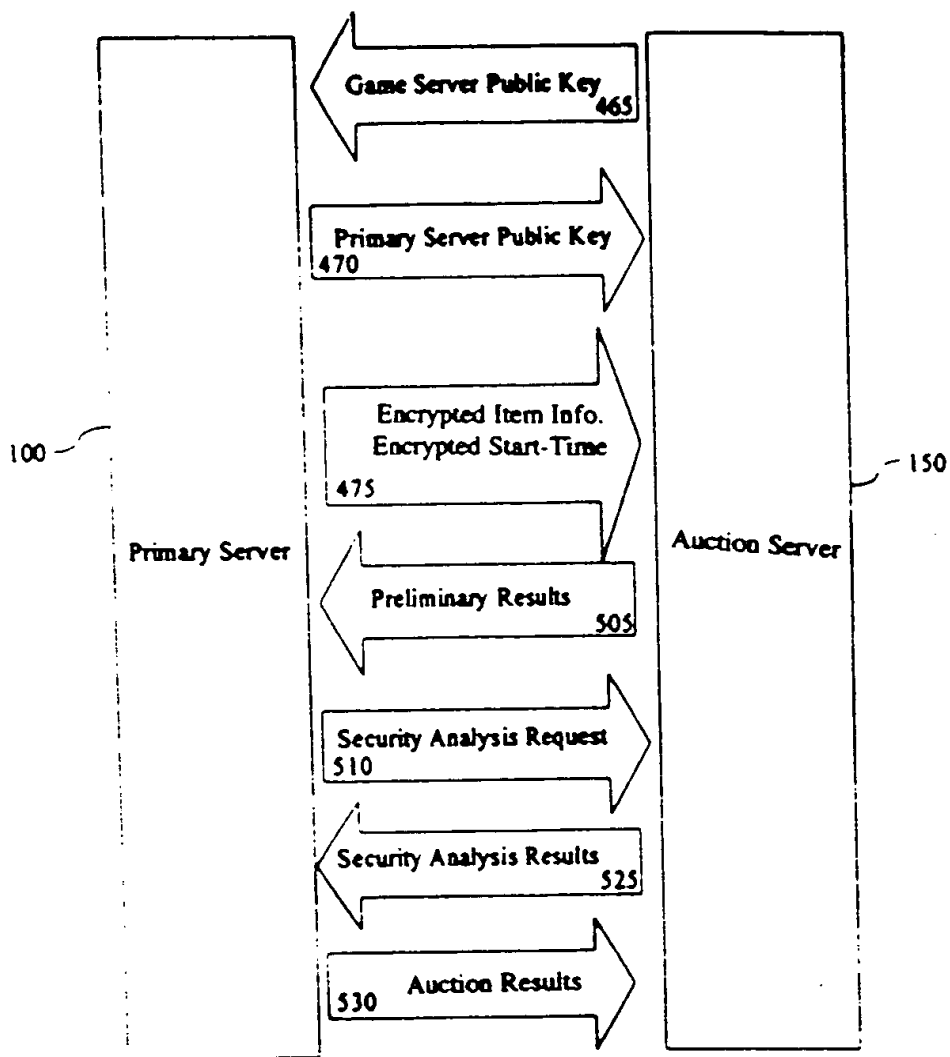 Game Server Public Key
465
Primary Server Public Key
470
Encrypted Item Info.
Encrypted Start-Time
475
100
150
Primary Server
Auction Server
Preliminary Results
505
Security Analysis Request
510
Security Analysis Results
525
Auction Results
530